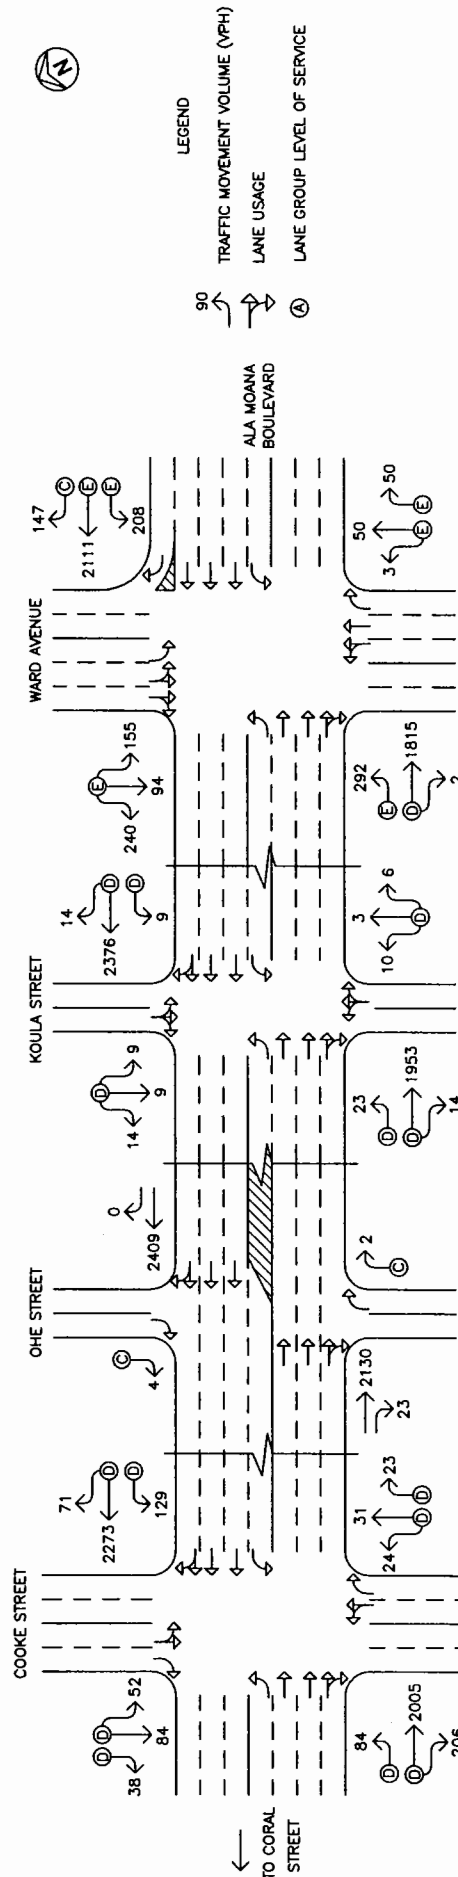 N
LEGEND
90
TRAFFIC MOVEMENT VOLUME (VPH)
LANE USAGE
A LANE GROUP LEVEL OF SERVICE
COOKE STREET
OHE STREET
KOULA STREET
WARD AVENUE
ALA MOANA
BOULEVARD
TO CORAL
STREET
D D
38
84
52
71
2273
129
D
D
C
4
0
2409
D
14
9
9
14
2376
9
D
D
E
240
94
155
147
2111
208
C
E
E
84
2005
206
D
D
24
31
23
D D
2130
23
2
C
23
1953
14
D
D
10
3
6
D
292
1815
2
E
D
3
50
50
E E